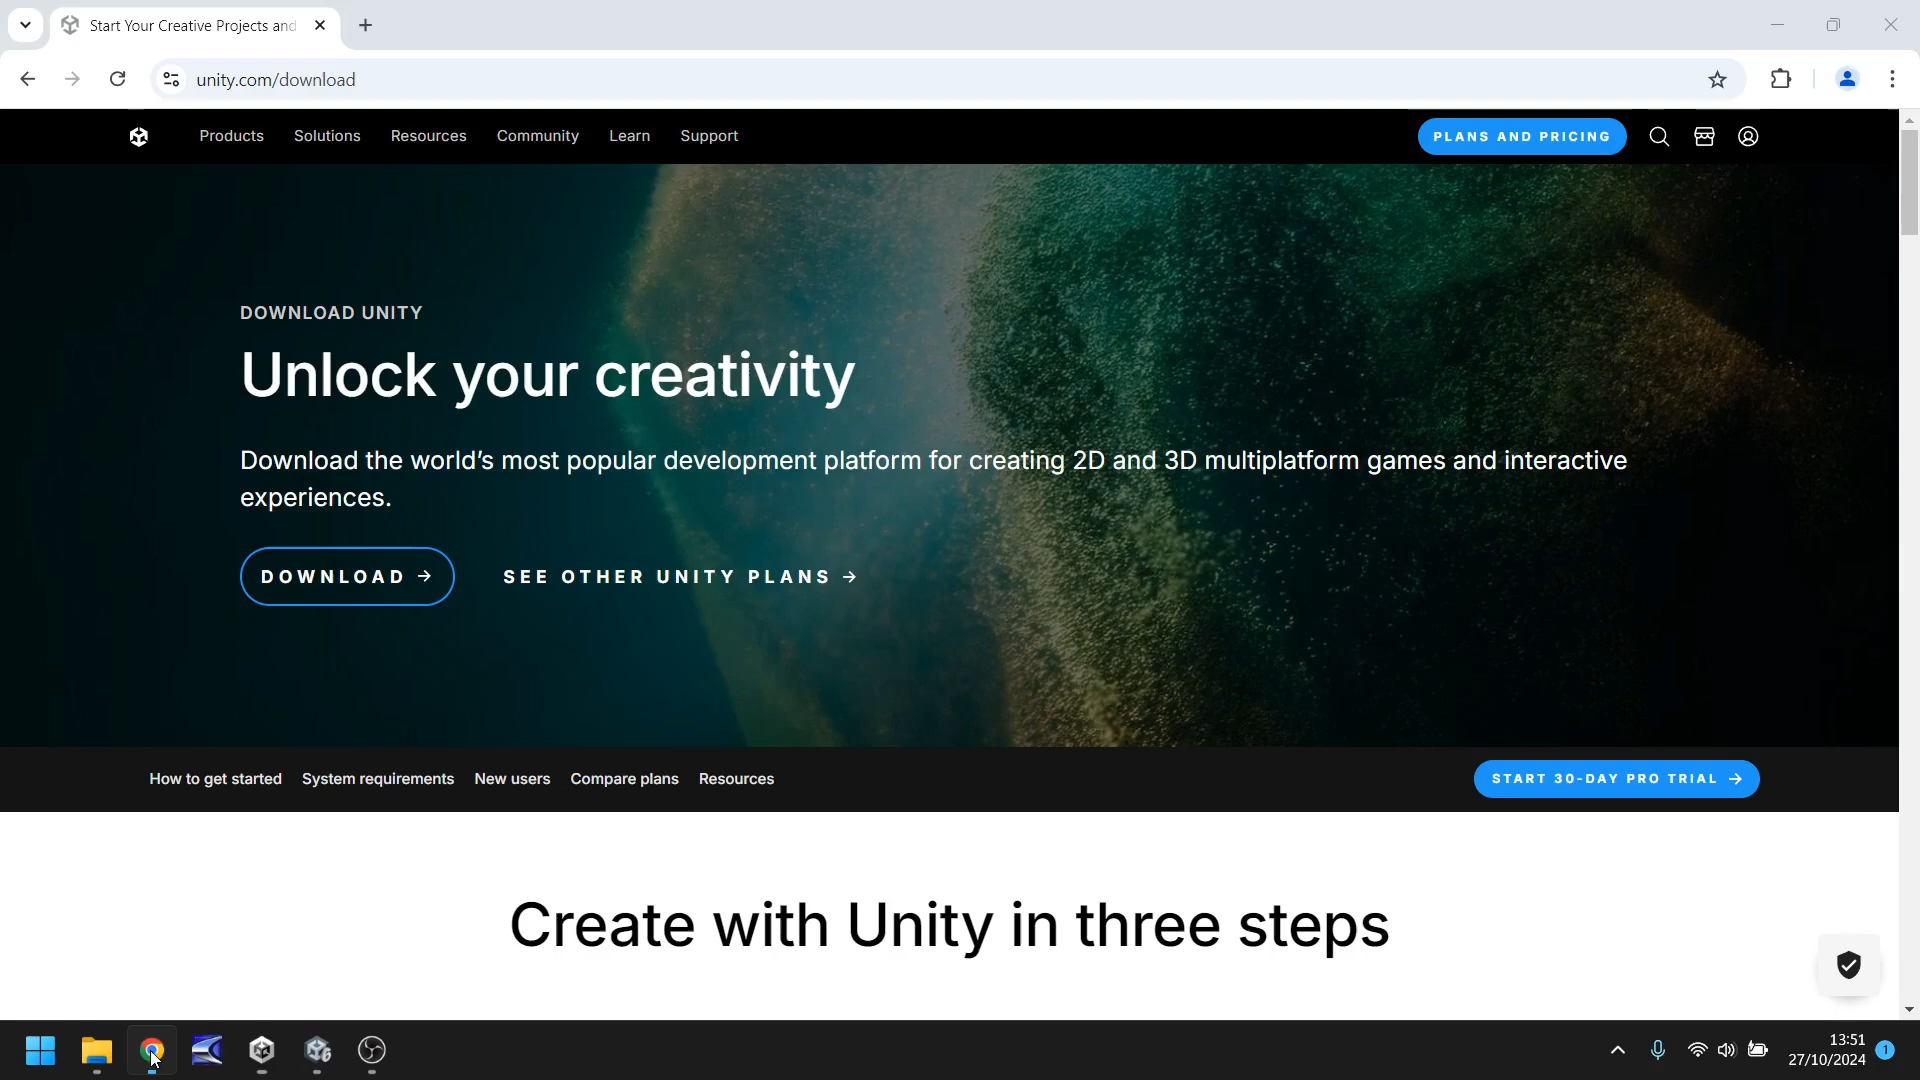 Start Your Creative Projects and
unity.com/download
Products Solutions Resources Community Learn Support
PLANS AND PRICING
DOWNLOAD UNITY
Unlock your creativity
Download the world's most popular development platform for creating 2D and 3D multiplatform games and interactive
experiences.
DOWNLOAD →
SEE OTHER UNITY PLANS →
How to get started System requirements New users Compare plans Resources
START 30-DAY PRO TRIAL →
Create with Unity in three steps
6
13:51
27/10/2024
1